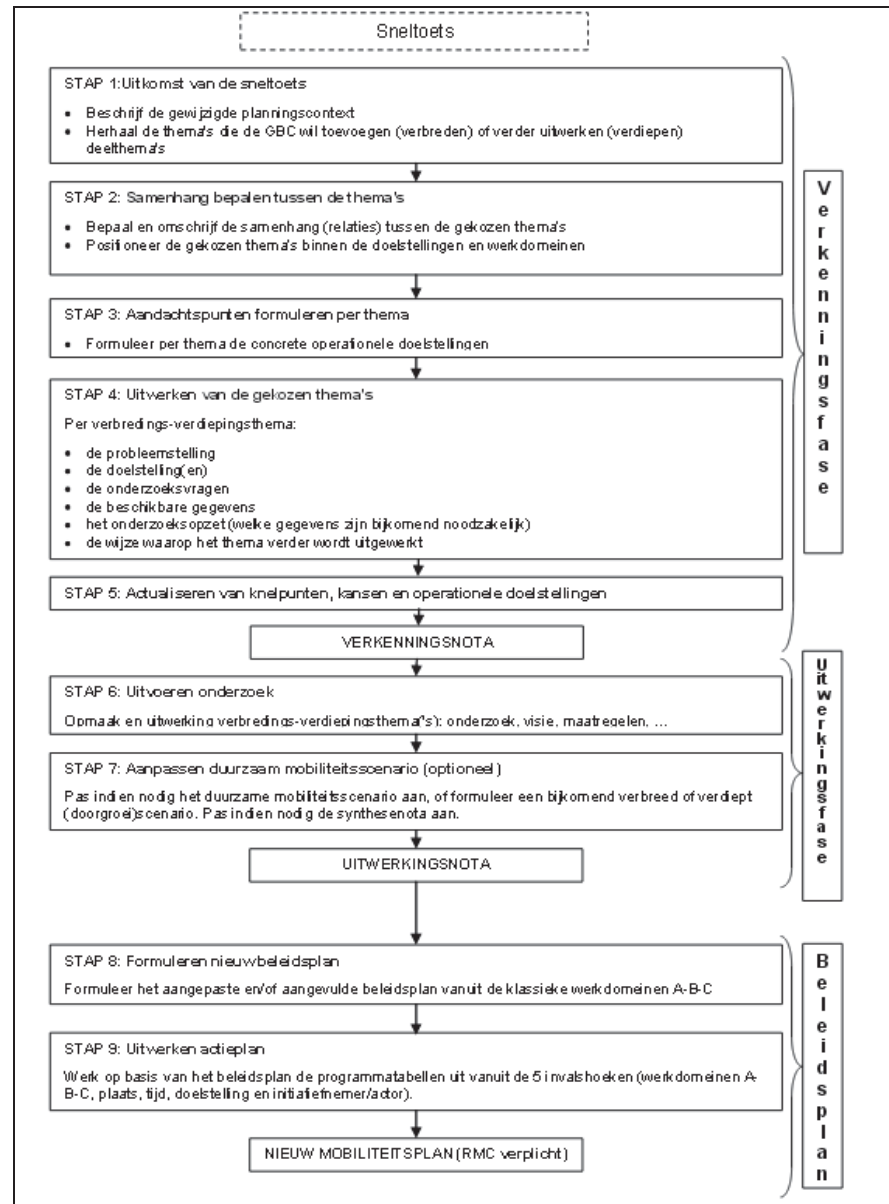 Sneltoets
STAP 1:Uitkomst van de sneltoets
• Beschrijf de gewijzigde planningscontext
• Herhaal de thema's die de GBC wil toevoegen (verbreden) of verder uitwerken (verdiepen)
deelthema's
STAP 2: Samenhang bepalen tussen de thema's
• Bepaal en omschrijf de samenhang (relaties) tussen de gekozen thema's
• Positioneer de gekozen thema's binnen de doelstellingen en werkdomeinen
STAP 3: Aandachtspunten formuleren per thema
• Formuleer per thema de concrete operationele doelstellingen
STAP 4: Uitwerken van de gekozen thema's
Per verbredings-verdiepingsthema:
• de probleemstelling
• de doelstelling(en)
• de onderzoeksvragen
• de beschikbare gegevens
• het onderzoeksopzet (welke gegevens zijn bijkomend noodzakelijk)
• de wijze waarop het thema verder wordt uitgewerkt
STAP 5: Actualiseren van knelpunten, kansen en operationele doelstellingen
VERKENNINGSNOTA
Verkenningsfase
STAP 6: Uitvoeren onderzoek
Opmaak en uitwerking verbredings-verdiepingsthema's): onderzoek, visie, maatregelen, ...
STAP 7: Aanpassen duurzaam mobiliteitsscenario (optioneel)
Pas indien nodig het duurzame mobiliteitsscenario aan, of formuleer een bijkomend verbreed of verdiept
(doorgroei)scenario. Pas indien nodig de synthesenota aan.
UITWERKINGSNOTA
Uitwerkingsfase
STAP 8: Formuleren nieuw beleidsplan
Formuleer het aangepaste en/of aangevulde beleidsplan vanuit de klassieke werkdomeinen A-B-C
STAP 9: Uitwerken actieplan
Werk op basis van het beleidsplan de programmatabellen uit vanuit de 5 invalshoeken (werkdomeinen A-
B-C, plaats, tijd, doelstelling en initiatiefnemer/actor).
NIEUW MOBILITEITSPLAN (RMC verplicht)
Beleidsplan